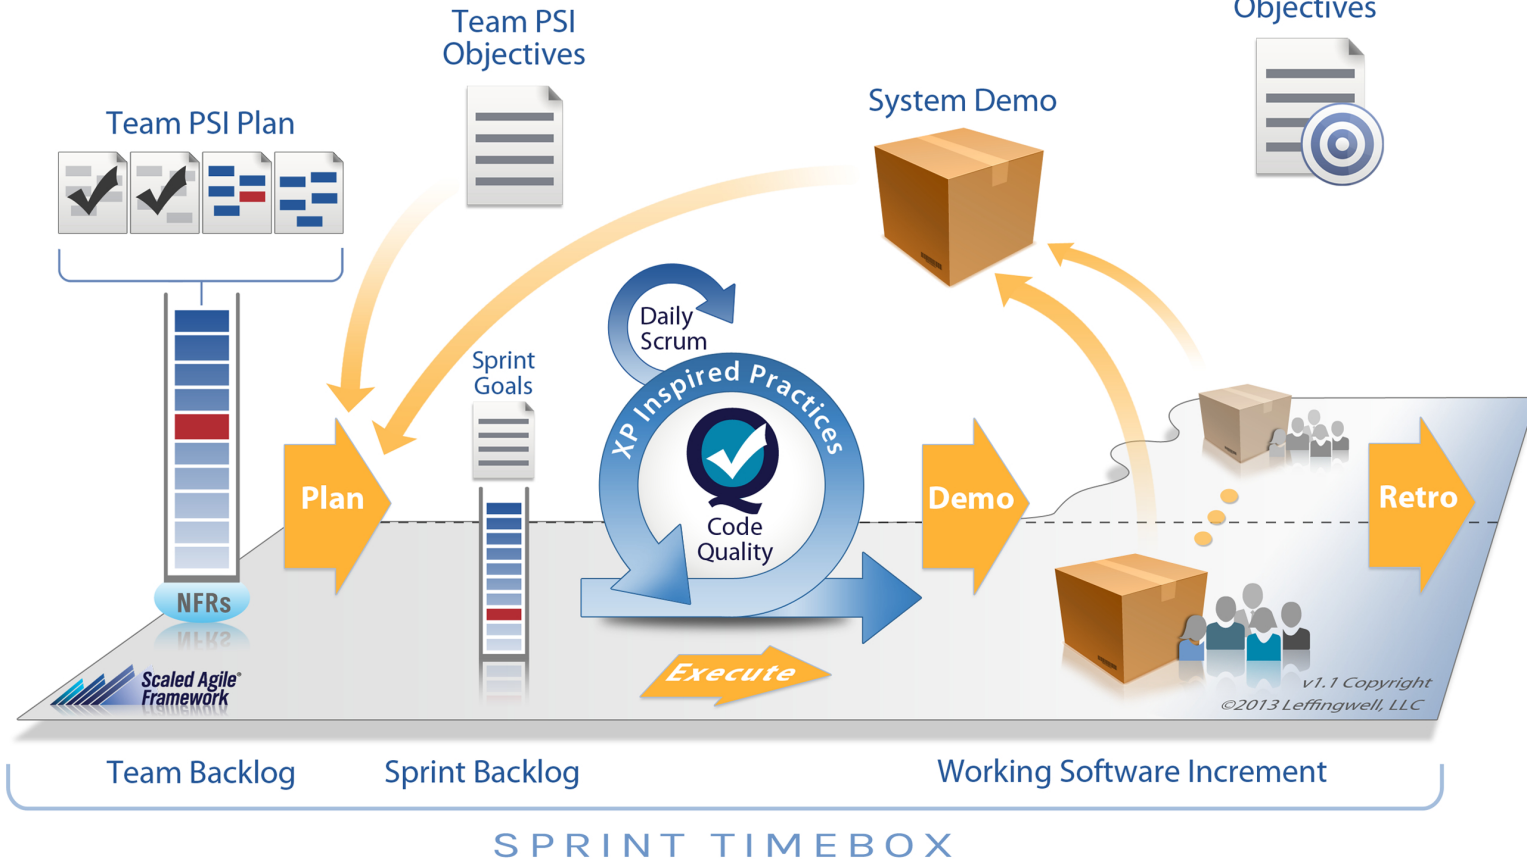 Team PSI
Objectives
Objectives
System Demo
Team PSI Plan
Daily
Scrum
Sprint
Goals
XP Inspired Practices
Plan
Code
Quality
Demo
Retro
NFRs
Execute
Scaled Agile®
Framework
v1.1 Copyright
©2013 Leffingwell, LLC
Team Backlog
Sprint Backlog
Working Software Increment
SPRINT TIMEBOX